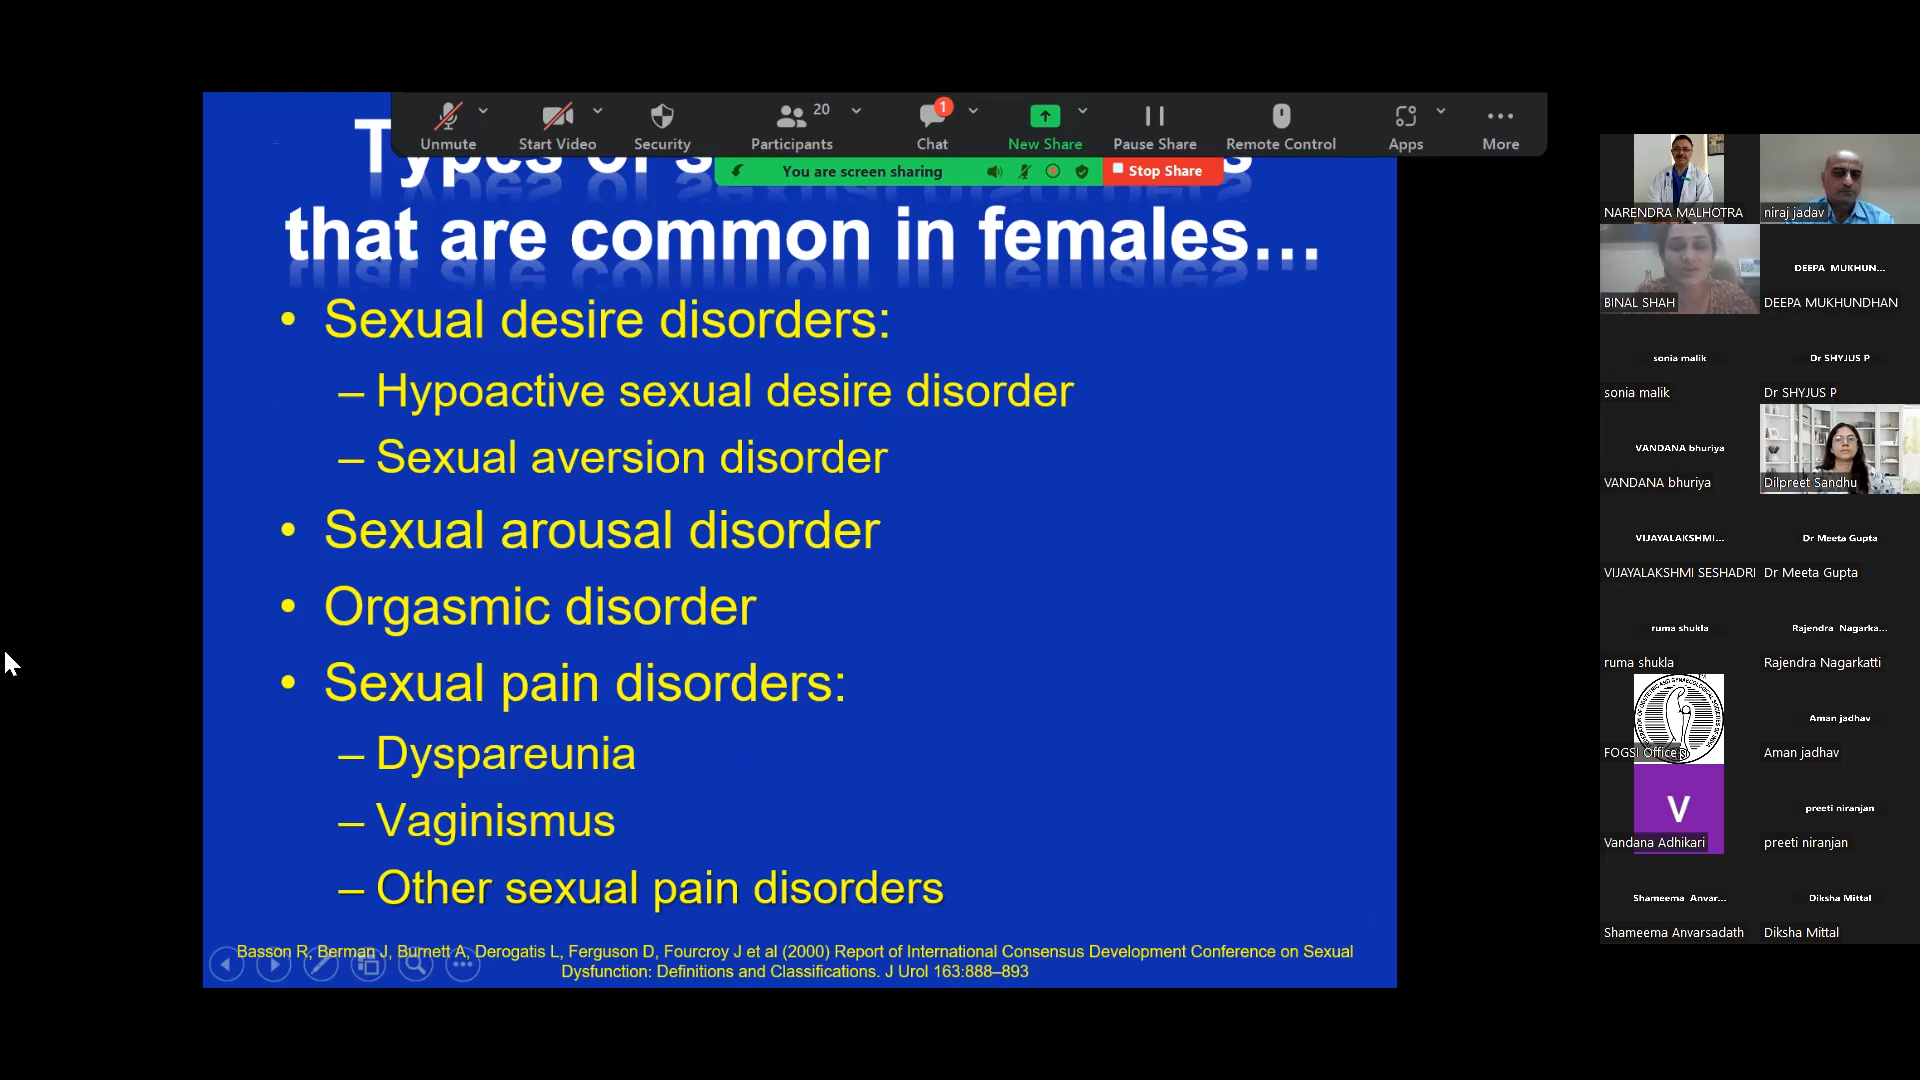 Unmute
Start Video
Security
Participants 20
Chat 1
New Share
Pause Share
Remote Control
Apps
More
You are screen sharing
Stop Share
Types of s
that are common in females…
• Sexual desire disorders:
– Hypoactive sexual desire disorder
– Sexual aversion disorder
• Sexual arousal disorder
• Orgasmic disorder
• Sexual pain disorders:
– Dyspareunia
– Vaginismus
– Other sexual pain disorders
Basson R, Berman J, Burnett A, Derogatis L, Ferguson D, Fourcroy J et al (2000) Report of International Consensus Development Conference on Sexual
Dysfunction: Definitions and Classifications. J Urol 163:888–893
NARENDRA MALHOTRA
niraj jadav
BINAL SHAH
DEEPA MUKHUN...
DEEPA MUKHUNDHAN
sonia malik
sonia malik
Dr SHYJUS P
Dr SHYJUS P
VANDANA bhuriya
VANDANA bhuriya
Dilpreet Sandhu
VIJAYALAKSHMI...
VIJAYALAKSHMI SESHADRI
Dr Meeta Gupta
Dr Meeta Gupta
ruma shukla
ruma shukla
Rajendra Nagarka...
Rajendra Nagarkatti
FOGSI Office
Aman jadhav
Aman jadhav
V
Vandana Adhikari
preeti niranjan
preeti niranjan
Shameema Anvar...
Shameema Anvarsadath
Diksha Mittal
Diksha Mittal